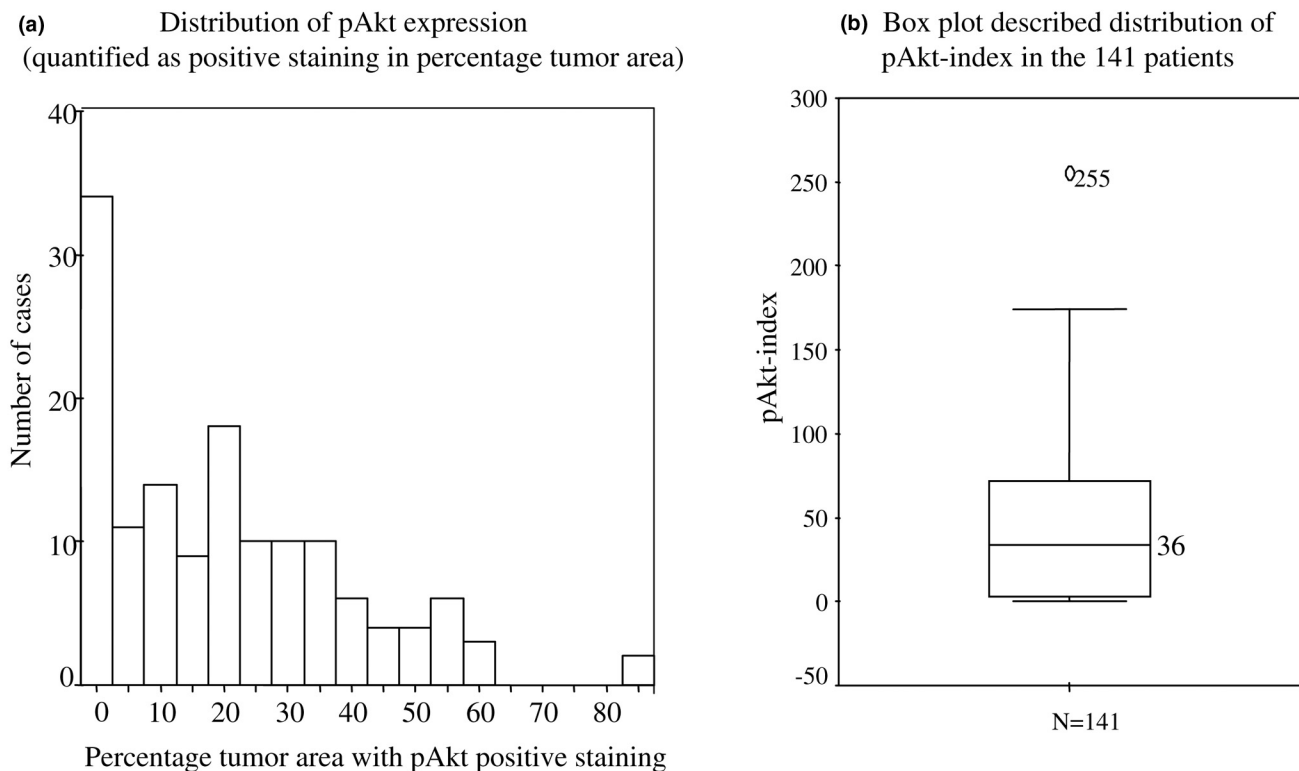 (a) Distribution of pAkt expression
(quantified as positive staining in percentage tumor area)
40
30
20
10
0
Number of cases
0 10 20 30 40 50 60 70 80
Percentage tumor area with pAkt positive staining
(b) Box plot described distribution of
pAkt-index in the 141 patients
300
250
200
150
100
50
0
-50
pAkt-index
255
36
N=141